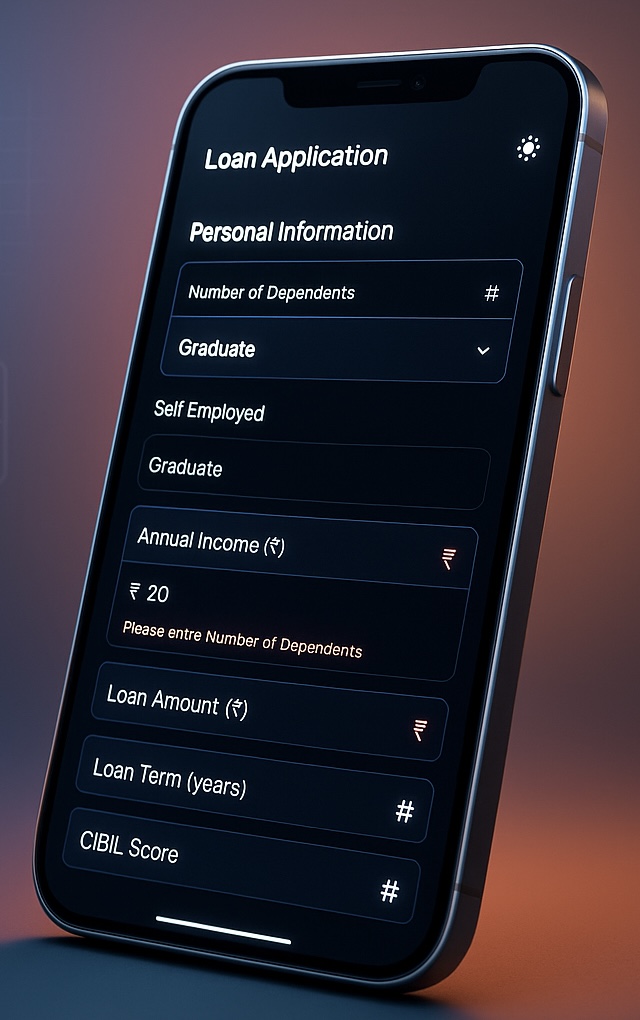 Loan Application
Personal Information
Number of Dependents #
Graduate
Self Employed
Graduate
Annual Income (₹) ₹
₹ 20
Please entre Number of Dependents
Loan Amount (₹) ₹
Loan Term (years) #
CIBIL Score #